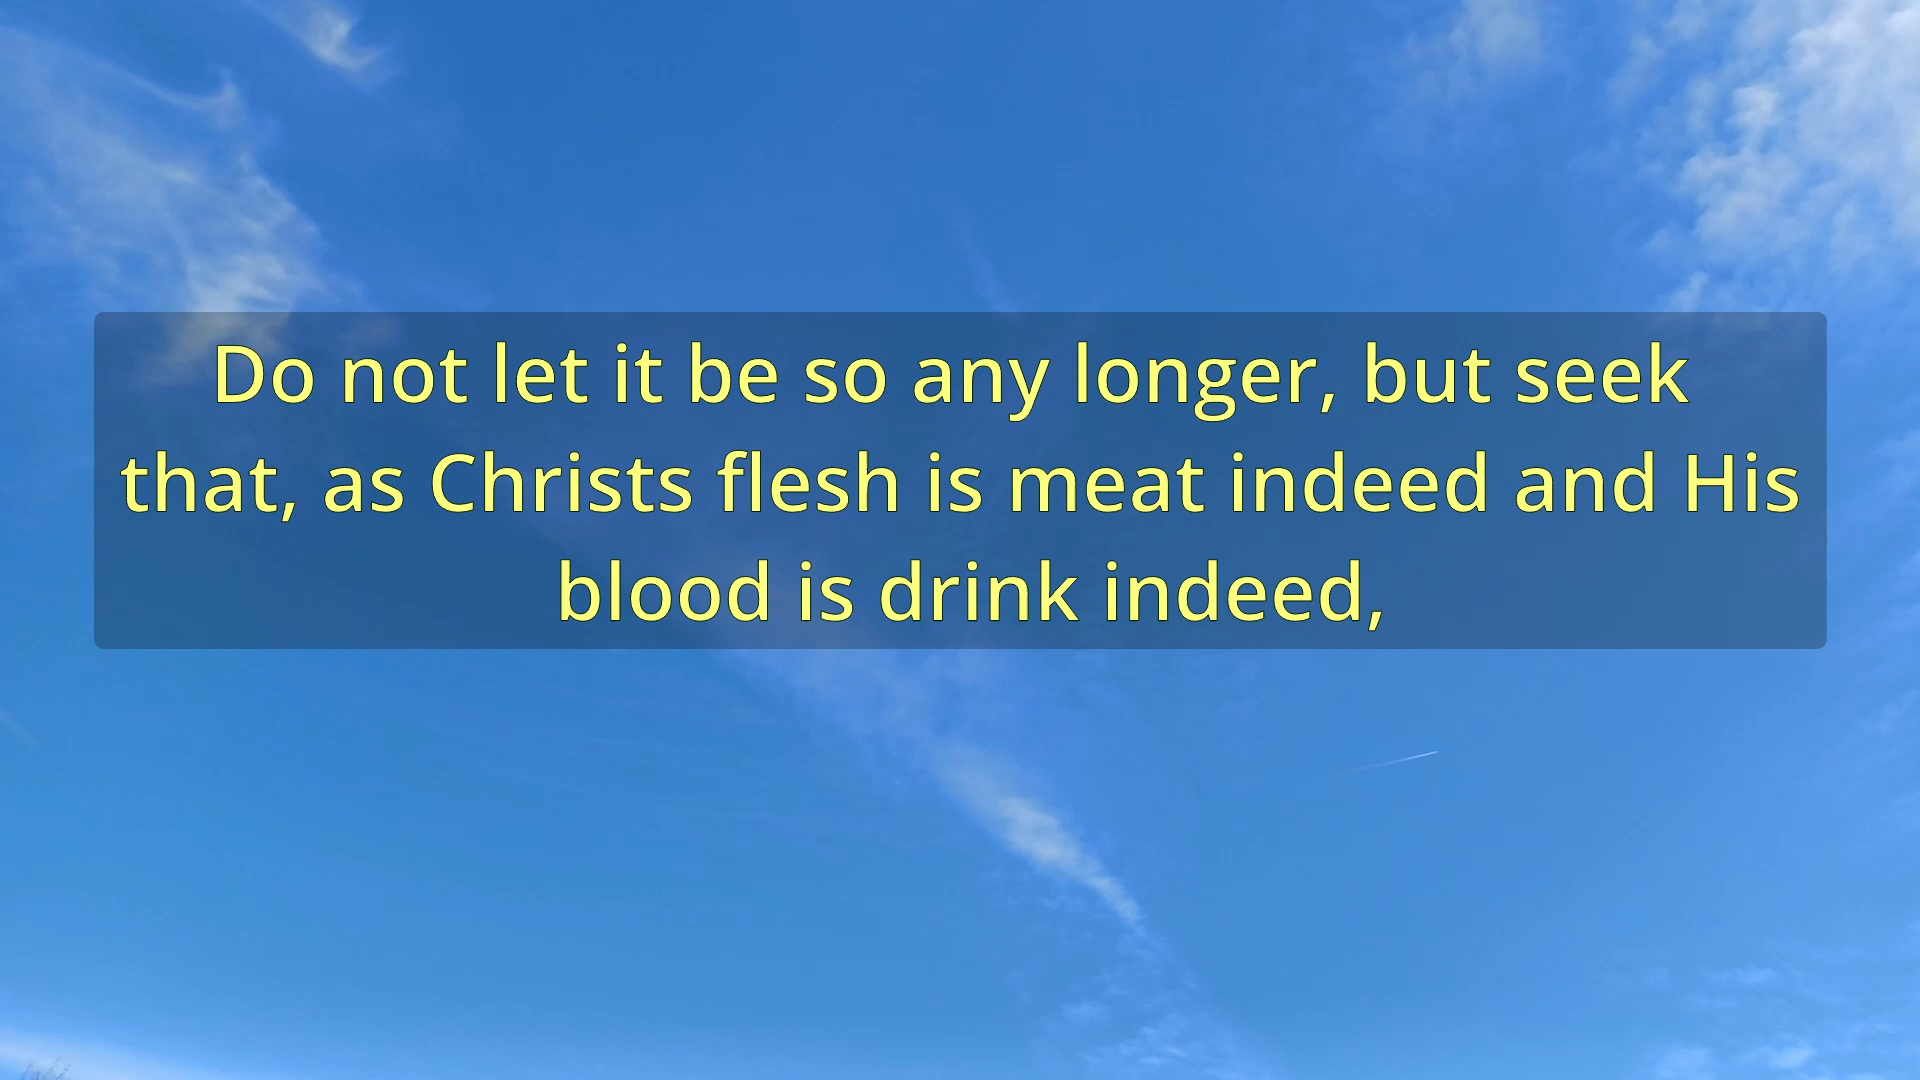 Do not let it be so any longer, but seek
that, as Christs flesh is meat indeed and His
blood is drink indeed,